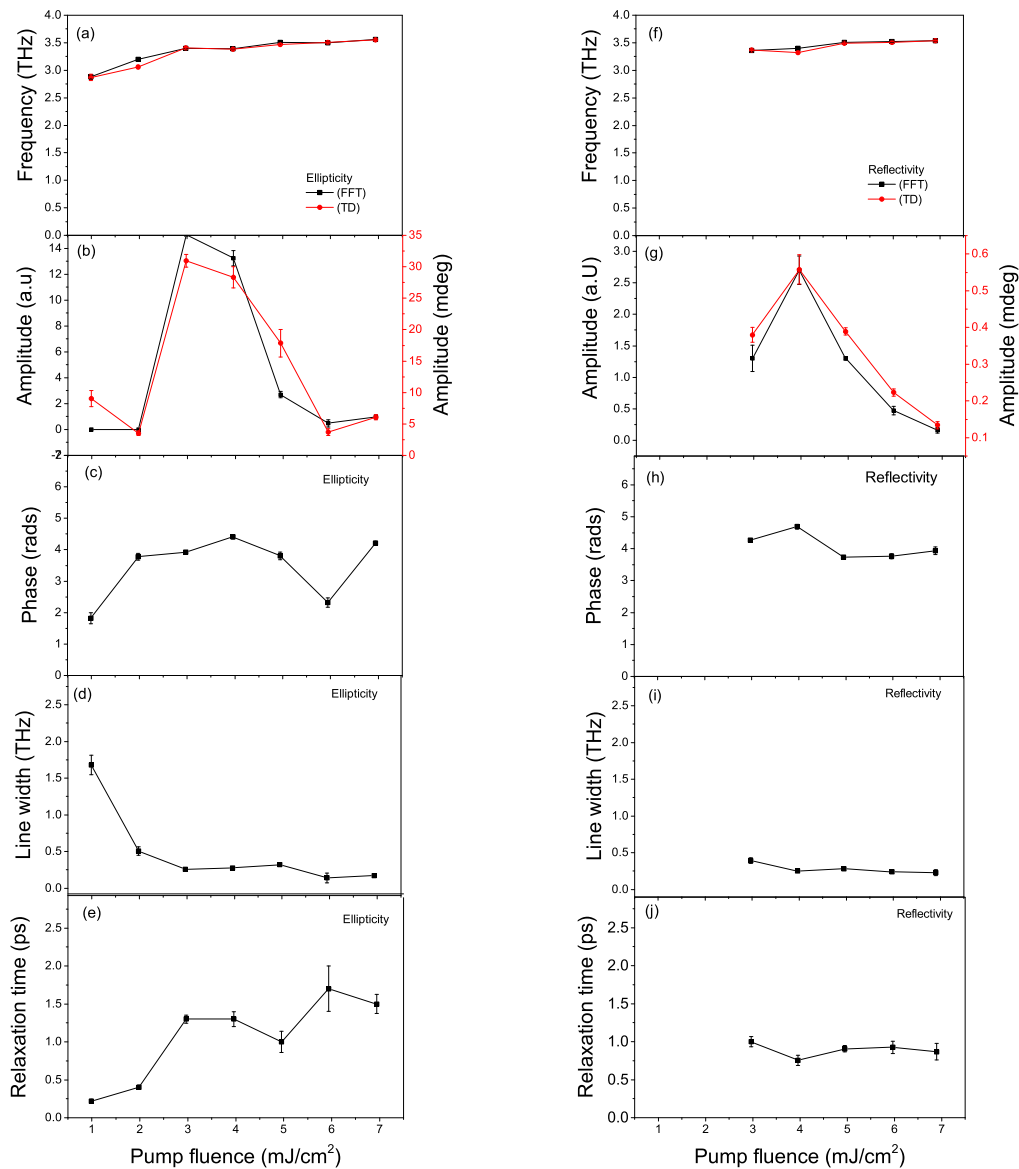 (a)
4.0
3.5
3.0
2.5
2.0
1.5
1.0
0.5
0.0
Frequency (THz)
Ellipticity
(FFT)
(TD)
(b)
14
12
10
8
6
4
2
0
-2
Amplitude (a.u)
35
30
25
20
15
10
5
0
Amplitude (mdeg)
(c)
Ellipticity
7
6
5
4
3
2
1
0
Phase (rads)
(d)
Ellipticity
2.5
2.0
1.5
1.0
0.5
0.0
Line width (THz)
(e)
Ellipticity
2.5
2.0
1.5
1.0
0.5
0.0
Relaxation time (ps)
1 2 3 4 5 6 7
Pump fluence (mJ/cm²)
(f)
4.0
3.5
3.0
2.5
2.0
1.5
1.0
0.5
0.0
Frequency (THz)
Reflectivity
(FFT)
(TD)
(g)
3.0
2.5
2.0
1.5
1.0
0.5
0.0
Amplitude (a.U)
0.6
0.5
0.4
0.3
0.2
0.1
Amplitude (mdeg)
(h)
Reflectivity
6
5
4
3
2
1
0
Phase (rads)
(i)
Reflectivity
2.5
2.0
1.5
1.0
0.5
0.0
Line width (THz)
(j)
Reflectivity
2.5
2.0
1.5
1.0
0.5
0.0
Relaxation time (ps)
1 2 3 4 5 6 7
Pump fluence (mJ/cm²)